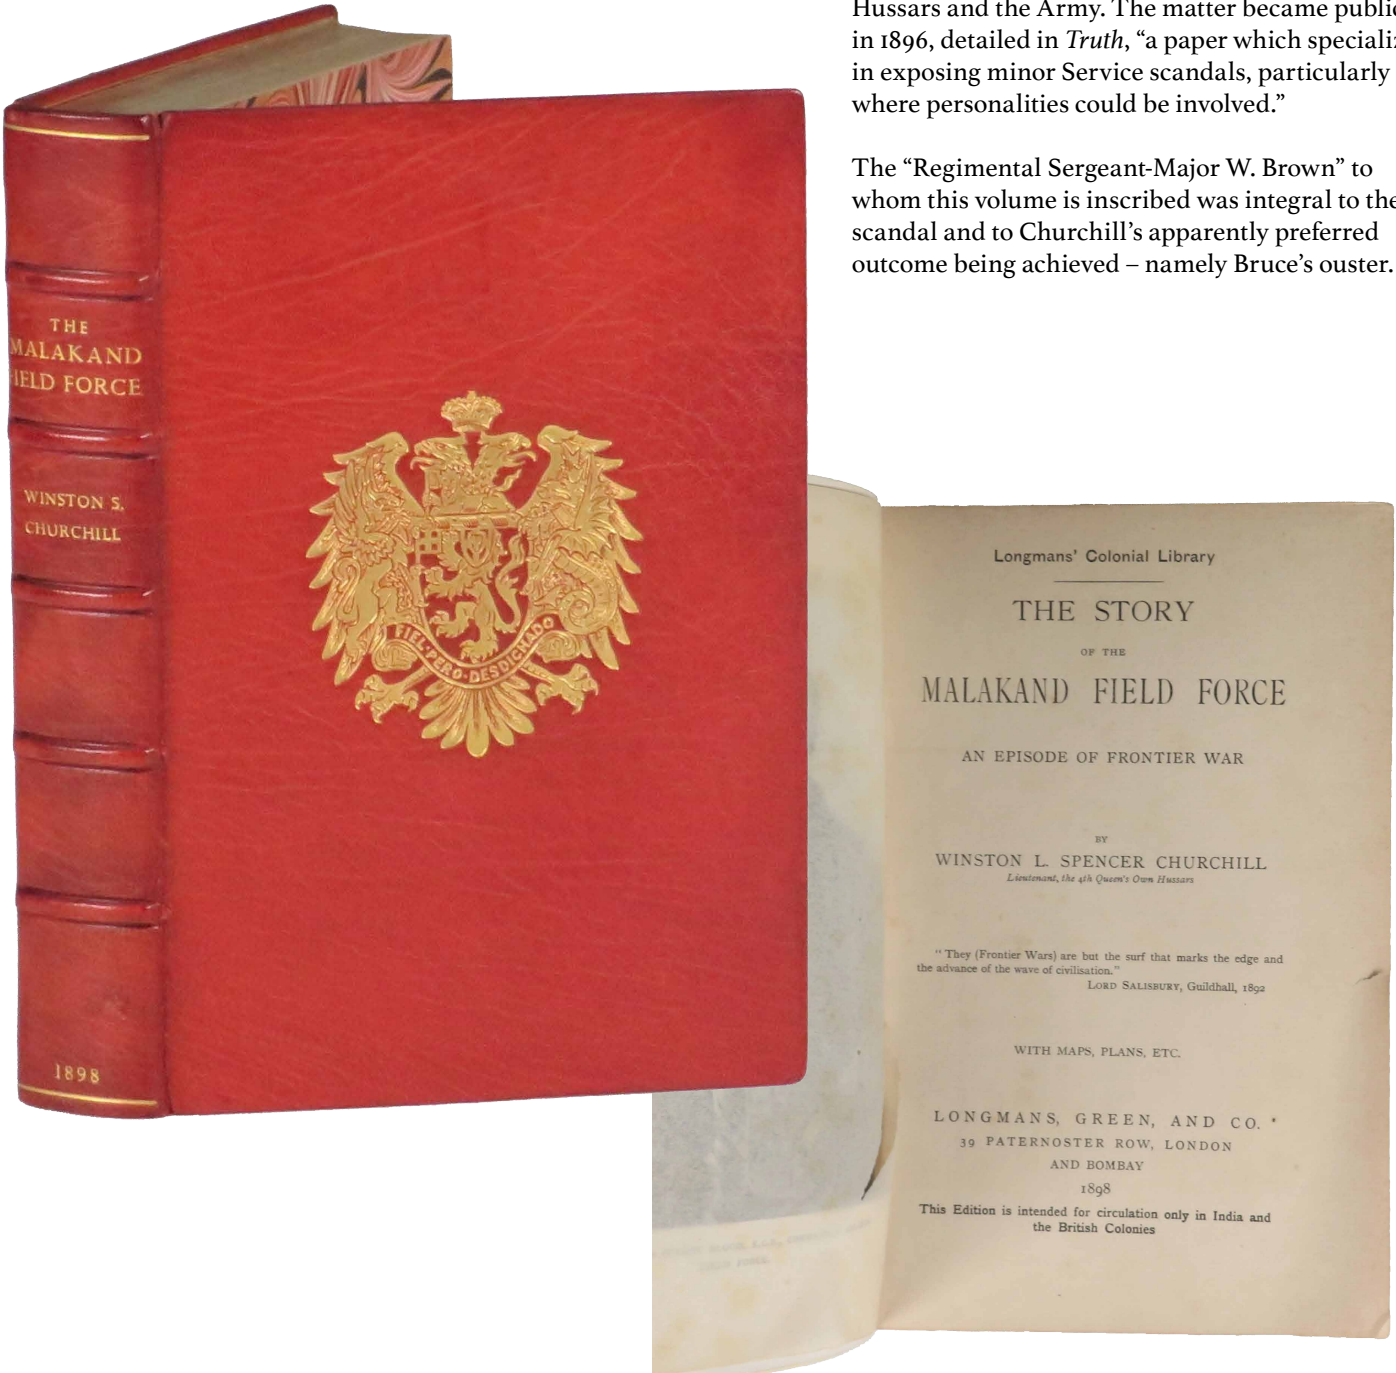 Hussars and the Army. The matter became public
in 1896, detailed in Truth, “a paper which specializ
in exposing minor Service scandals, particularly
where personalities could be involved.”
The “Regimental Sergeant-Major W. Brown” to
whom this volume is inscribed was integral to the
scandal and to Churchill’s apparently preferred
outcome being achieved – namely Bruce’s ouster.
THE
MALAKAND
IELD FORCE
WINSTON S.
CHURCHILL
1898
FIEL·PERO·DESDICHADO
Longmans' Colonial Library
THE STORY
OF THE
MALAKAND FIELD FORCE
AN EPISODE OF FRONTIER WAR
BY
WINSTON L. SPENCER CHURCHILL
Lieutenant, the 4th Queen's Own Hussars
" They (Frontier Wars) are but the surf that marks the edge and
the advance of the wave of civilisation."
LORD SALISBURY, Guildhall, 1892
WITH MAPS, PLANS, ETC.
LONGMANS, GREEN, AND CO.
39 PATERNOSTER ROW, LONDON
AND BOMBAY
1898
This Edition is intended for circulation only in India and
the British Colonies